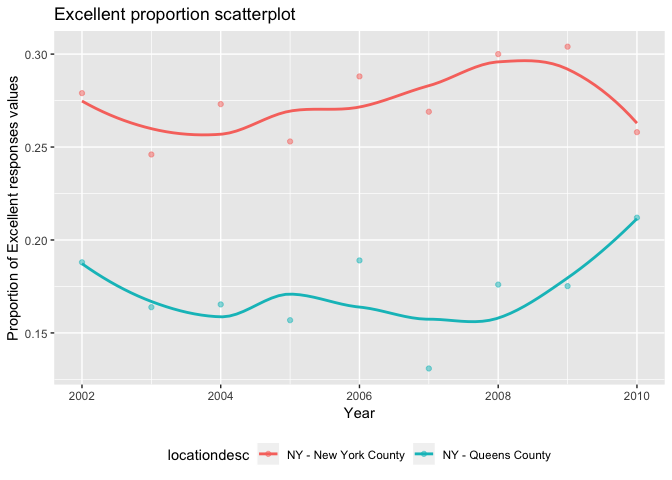 Excellent proportion scatterplot
Proportion of Excellent responses values
0.30
0.25
0.20
0.15
2002 2004 2006 2008 2010
Year
locationdesc NY - New York County NY - Queens County